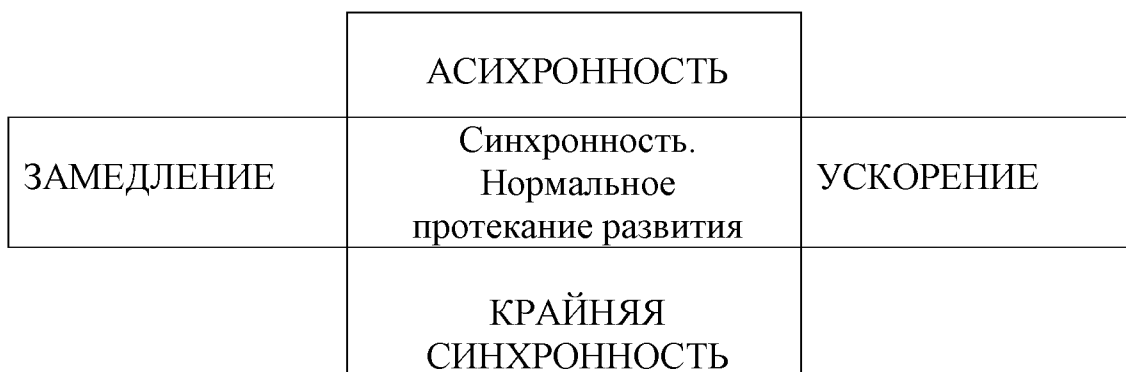 АСИХРОННОСТЬ
ЗАМЕДЛЕНИЕ
Синхронность.
Нормальное
протекание развития
УСКОРЕНИЕ
КРАЙНЯЯ
СИНХРОННОСТЬ